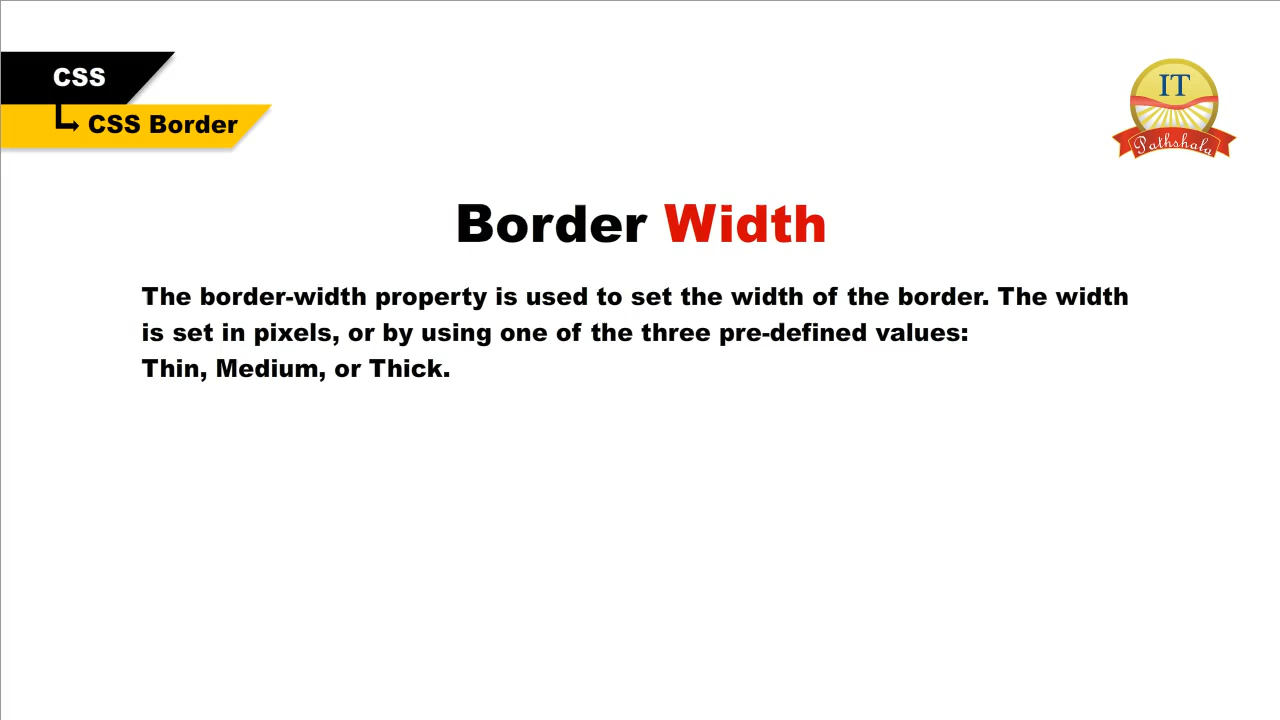 CSS
CSS Border
IT
Pathshala
Border Width
The border-width property is used to set the width of the border. The width
is set in pixels, or by using one of the three pre-defined values:
Thin, Medium, or Thick.